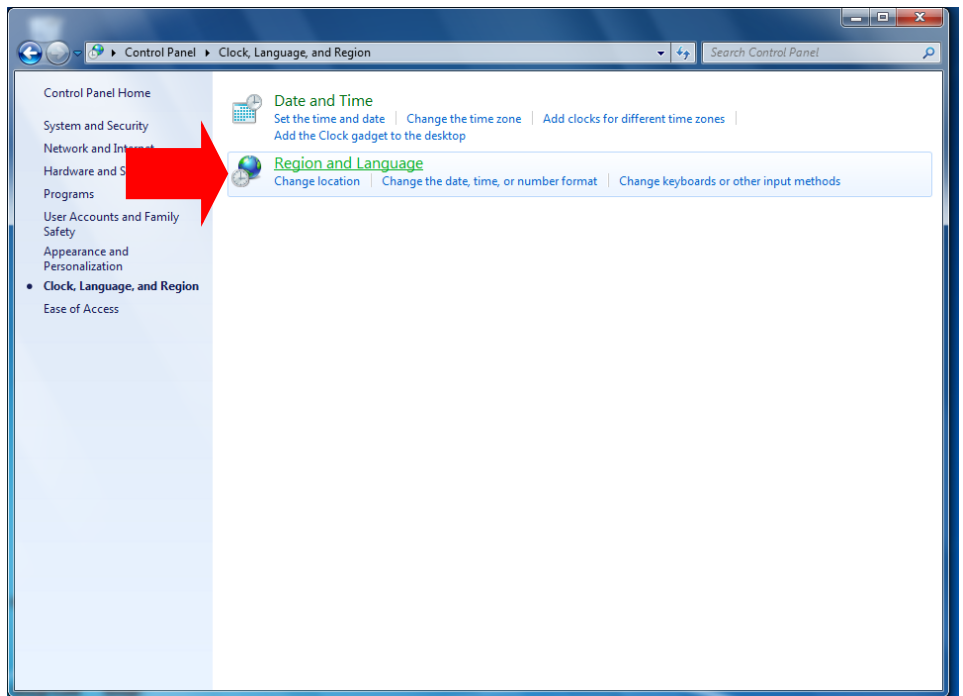 Control Panel Clock, Language, and Region
Search Control Panel
Control Panel Home
System and Security
Network and
Hardware and
Programs
User Accounts and Family
Safety
Appearance and
Personalization
Clock, Language, and Region
Ease of Access
Date and Time
Set the time and date Change the time zone Add clocks for different time zones
Add the Clock gadget to the desktop
Region and Language
Change location Change the date, time, or number format Change keyboards or other input methods